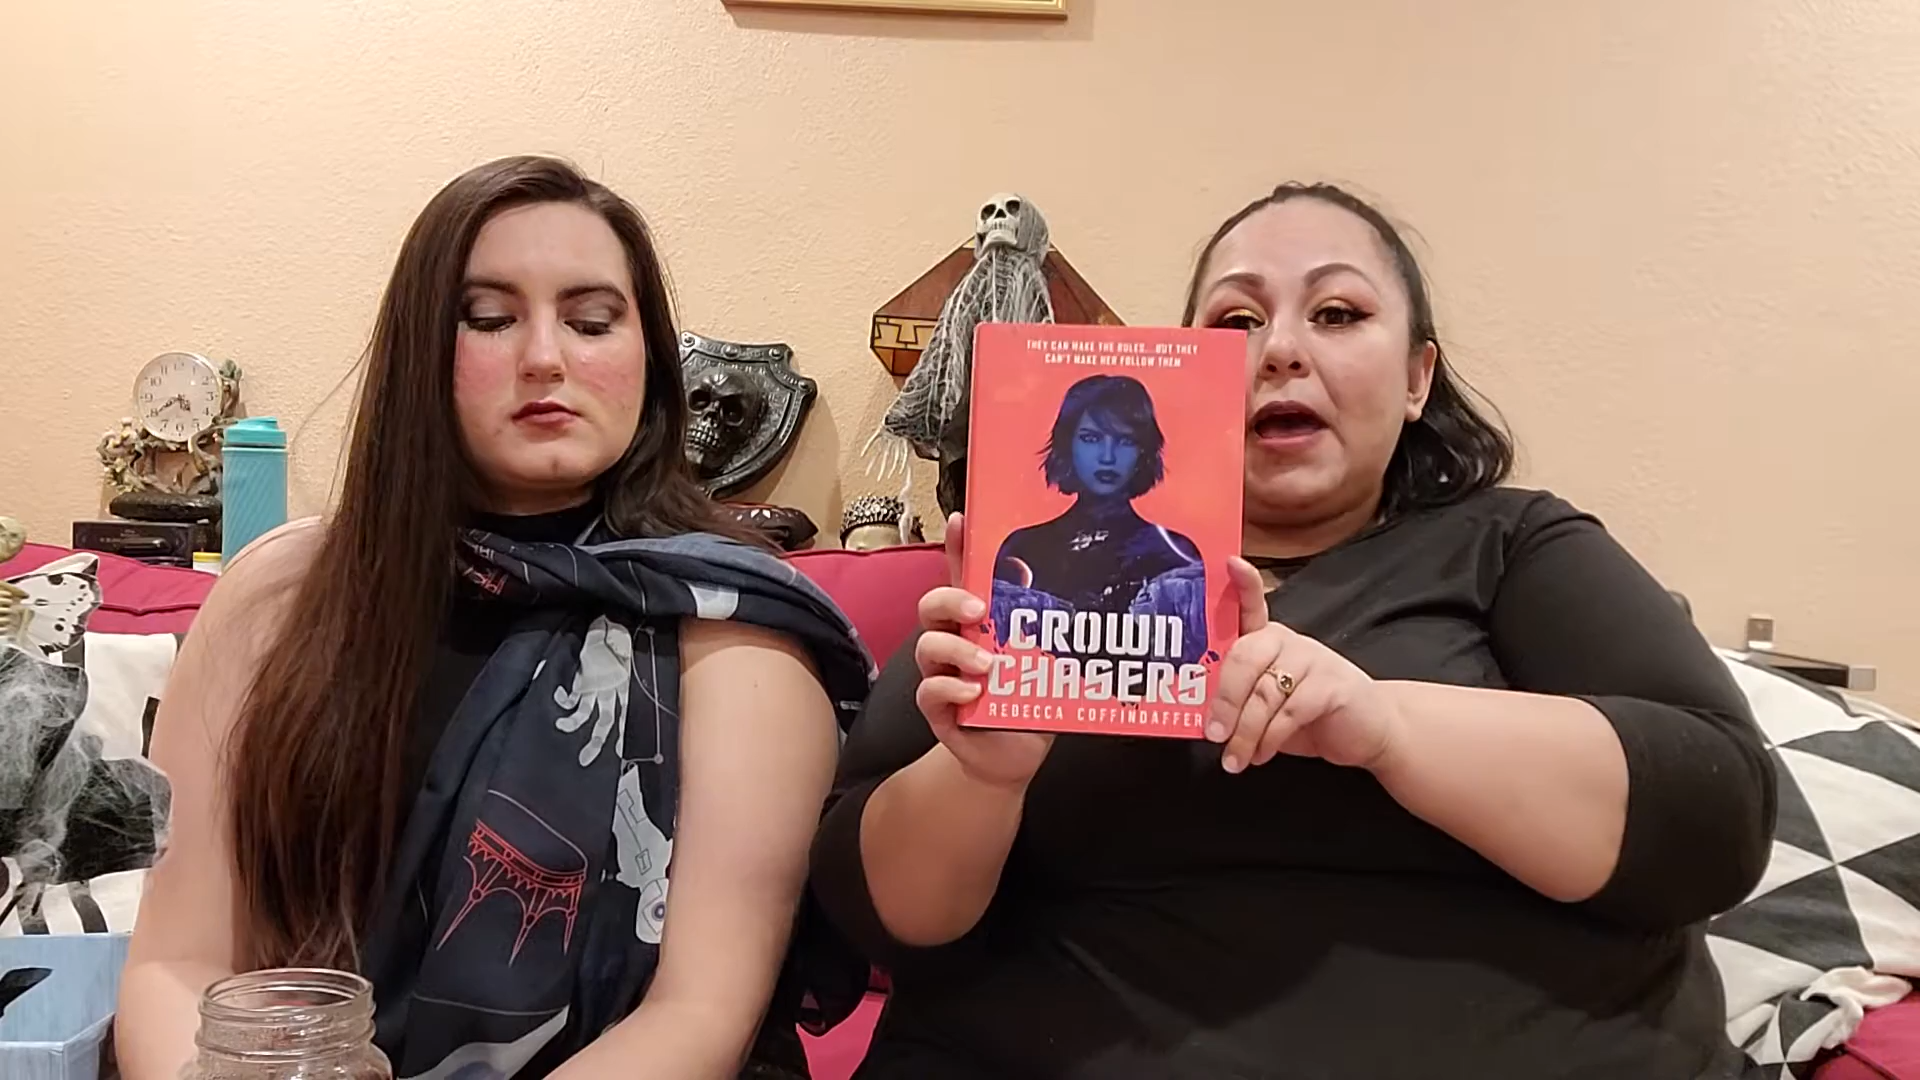 THEY CAN MAKE THE RULES...BUT THEY
CAN'T MAKE HER FOLLOW THEM
CROWN
CHASERS
REBECCA COFFINDAFFER